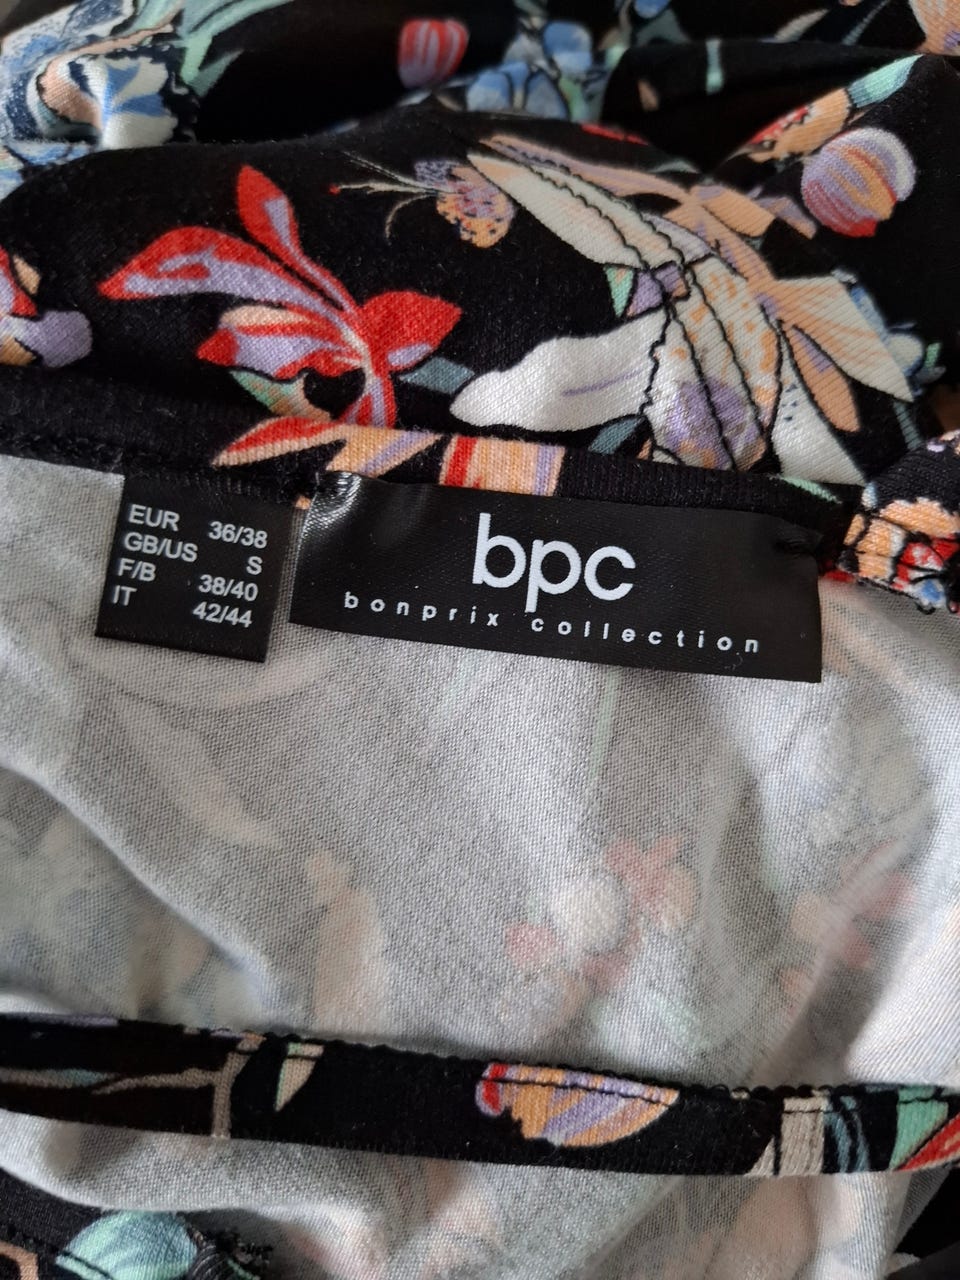 EUR 36/38
GB/US S
F/B 38/40
IT 42/44
bpc
bonprix collection